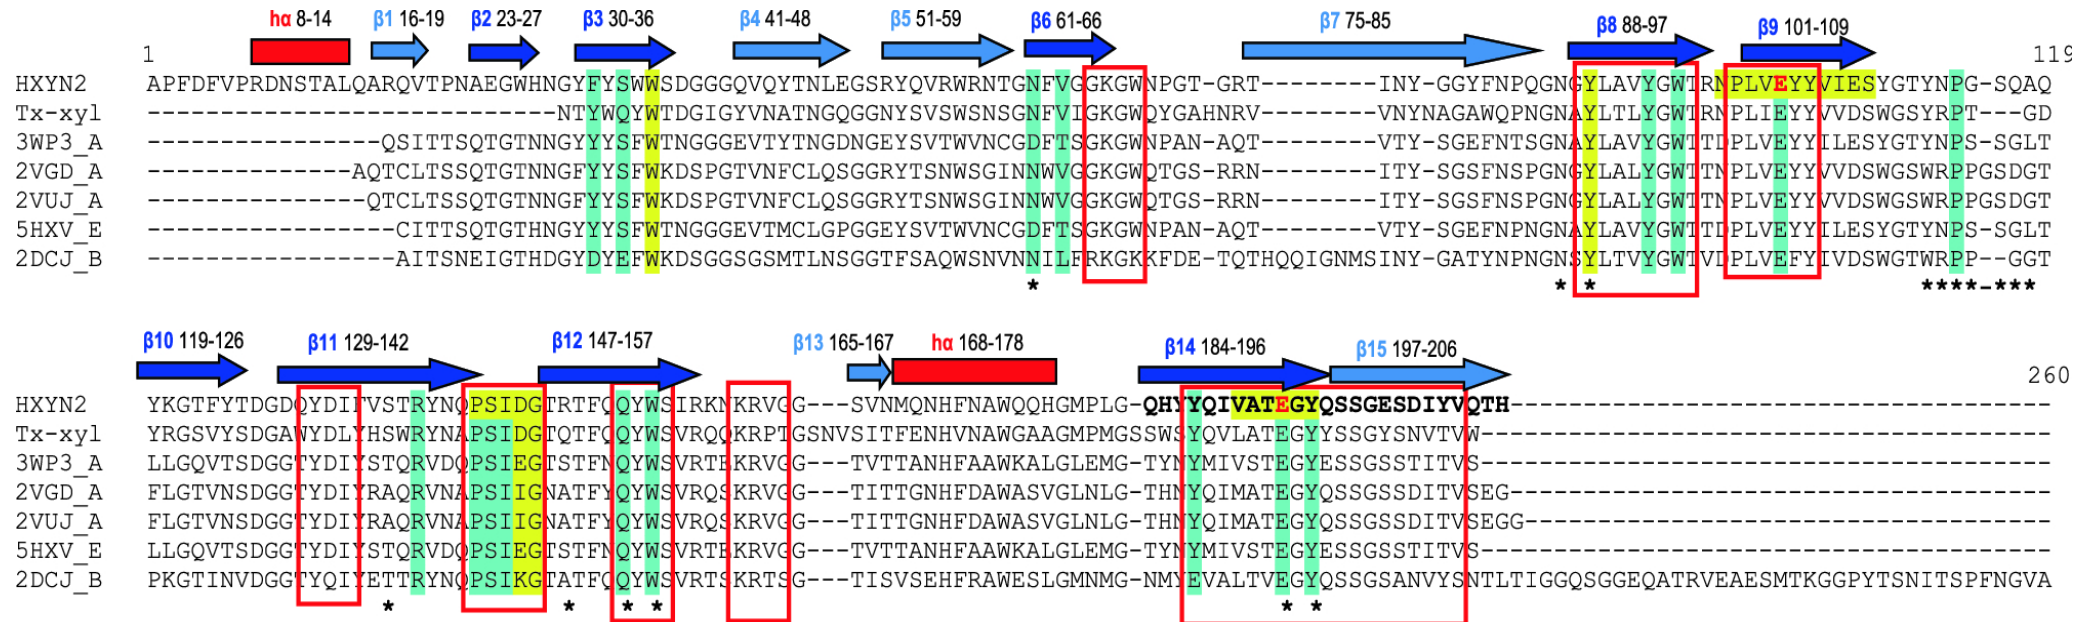 hα 8-14 β1 16-19 β2 23-27 β3 30-36 β4 41-48 β5 51-59 β6 61-66 β7 75-85 β8 88-97 β9 101-109
1 119
HXYN2 APFDFVPRDNSTALQARQVTPNAEGWHNGYFYSWWSDGGGQVQYTNLEGSRYQVRWRNTGNFVGGKGWNPGT-GRT--------INY-GGYFNPQGNGYLAVYGWTRNPLVEYYVIESYGTYNPG-SQAQ
Tx-xyl ----------------------------NTYWQYWTDGIGYVNATNGQGGNYSVSWSNSGNFVIGKGWQYGAHNRV--------VNYNAGAWQPNGNAYLTLYGWTRNPLIEYYVVDSWGSYRPT---GD
3WP3_A ----------------QSITTSQTGTNNGYYYSFWTNGGGEVTYTNGDNGEYSVTWVNCGDFTSGKGWNPAN-AQT--------VTY-SGEFNTSGNAYLAVYGWTTDPLVEYYILESYGTYNPS-SGLT
2VGD_A --------------AQTCLTSSQTGTNNGFYYSFWKDSPGTVNFCLQSGGRYTSNWSGINNWVGGKGWQTGS-RRN--------ITY-SGSFNSPGNGYLALYGWTTNPLVEYYVVDSWGSWRPPGSDGT
2VUJ_A ---------------QTCLTSSQTGTNNGFYYSFWKDSPGTVNFCLQSGGRYTSNWSGINNWVGGKGWQTGS-RRN--------ITY-SGSFNSPGNGYLALYGWTTNPLVEYYVVDSWGSWRPPGSDGT
5HXV_E -----------------CITTSQTGTHNGYYYSFWTNGGGEVTMCLGPGGEYSVTWVNCGDFTSGKGWNPAN-AQT--------VTY-SGEFNPNGNAYLAVYGWTTDPLVEYYILESYGTYNPS-SGLT
2DCJ_B -----------------AITSNEIGTHDGYDYEFWKDSGGSGSMTLNSGGTFSAQWSNVNNILFRKGKKFDE-TQTHQQIGNMSINY-GATYNPNGNSYLTVYGWTVDPLVEFYIVDSWGTWRPP--GGT
* * * ****-***
β10 119-126 β11 129-142 β12 147-157 β13 165-167 hα 168-178 β14 184-196 β15 197-206
260
HXYN2 YKGTFYTDGDQYDIFVSTRYNQPSIDGTRTFQQYWSIRKNKRVGG---SVNMQNHFNAWQQHGMPLG-QHYYQIVATEGYQSSGESDIYVQTH
Tx-xyl YRGSVYSDGAWYDLYHSWRYNAPSIDGTQTFQQYWSVRQQKRPTGSNVSITFENHVNAWGAAGMPMGSSWSYQVLATEGYYSSGYSNVTVW---------------------------------------
3WP3_A LLGQVTSDGGTYDIYSTQRVDQPSIEGTSTFNQYWSVRTEKRVGG---TVTTANHFAAWKALGLEMG-TYNYMIVSTEGYESSGSSTITVS---------------------------------------
2VGD_A FLGTVNSDGGTYDIYRAQRVNAPSIIGNATFYQYWSVRQSKRVGG---TITTGNHFDAWASVGLNLG-THNYQIMATEGYQSSGSSDITVSEG-------------------------------------
2VUJ_A FLGTVNSDGGTYDIYRAQRVNAPSIIGNATFYQYWSVRQSKRVGG---TITTGNHFDAWASVGLNLG-THNYQIMATEGYQSSGSSDITVSEGG------------------------------------
5HXV_E LLGQVTSDGGTYDIYSTQRVDQPSIEGTSTFNQYWSVRTEKRVGG---TVTTANHFAAWKALGLEMG-TYNYMIVSTEGYESSGSSTITVS---------------------------------------
2DCJ_B PKGTINVDGGTYQIYETTRYNQPSIKGTATFQQYWSVRTSKRTSG---TISVSEHFRAWESLGMNMG-NMYEVALTVEGYQSSGSANVYSNTLTIGGQSGGEQATRVEAESMTKGGPYTSNITSPFNGVA
* * * * * *